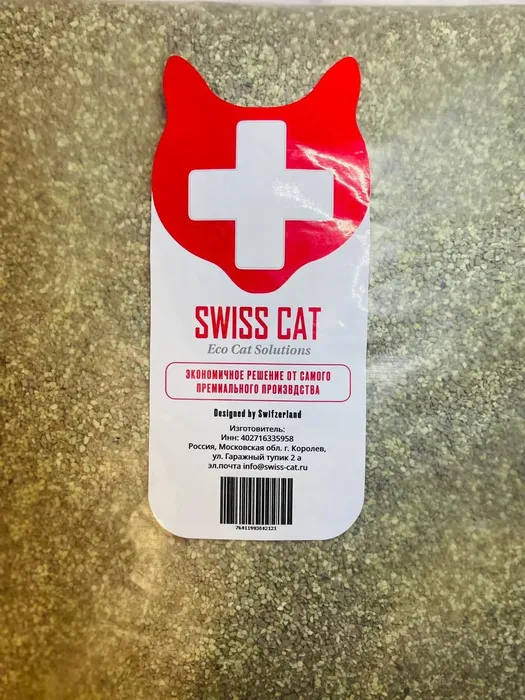 SWISS CAT
Eco Cat Solutions
ЭКОНОМИЧНОЕ РЕШЕНИЕ ОТ САМОГО
ПРЕМИАЛЬНОГО ПРОИЗВДСТВА
Designed by Swifzerland
Изготовитель:
Инн: 402716335958
Россия, Московская обл. г. Королев,
ул. Гаражный тупик 2 а
эл.почта info@swiss-cat.ru